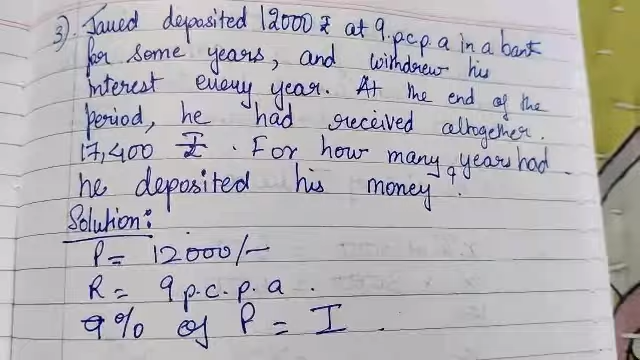 3). Javed deposited 12000 ₹ at 9.p.c.p.a in a bank
for some years, and withdrew his
interest every year. At the end of the
period, he had received altogether.
17,400 ₹. For how many years had
he deposited his money?
Solution:
P = 12000/-
R = 9 p.c.p.a.
9% of P = I.